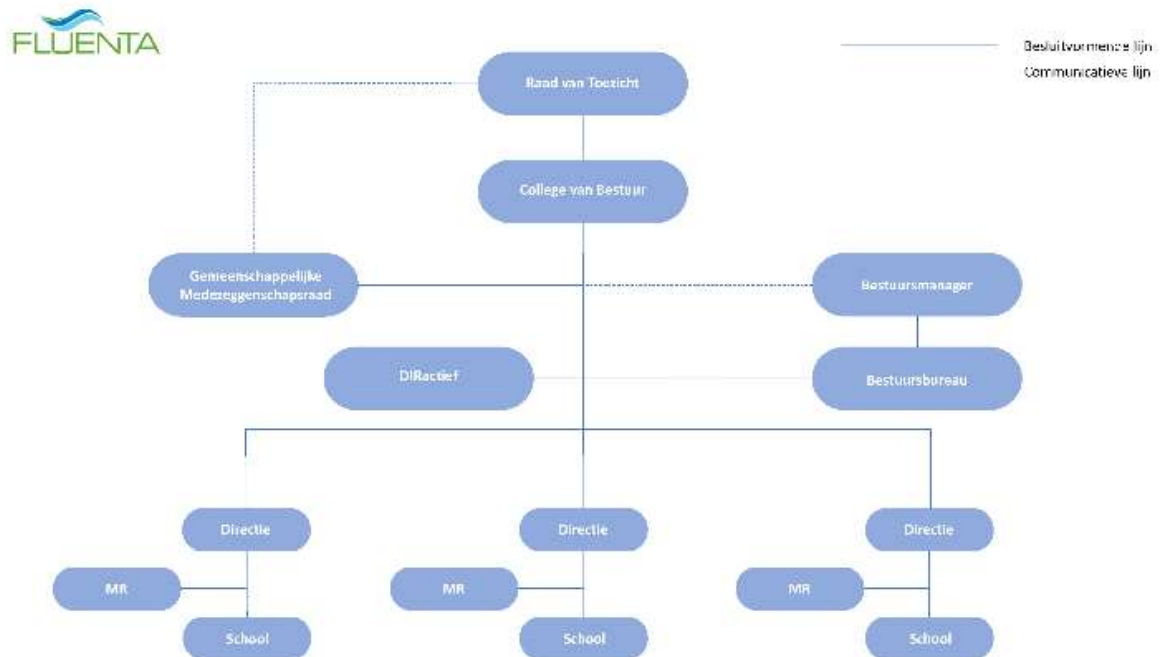 FLUENTA
Besluitvormende lijn
Communicatieve lijn
Raad van Toezicht
College van Bestuur
Gemeenschappelijke
Medezeggenschapsraad
Bestuursmanager
DIRactief
Bestuursbureau
Directie
Directie
Directie
MR
MR
MR
School
School
School